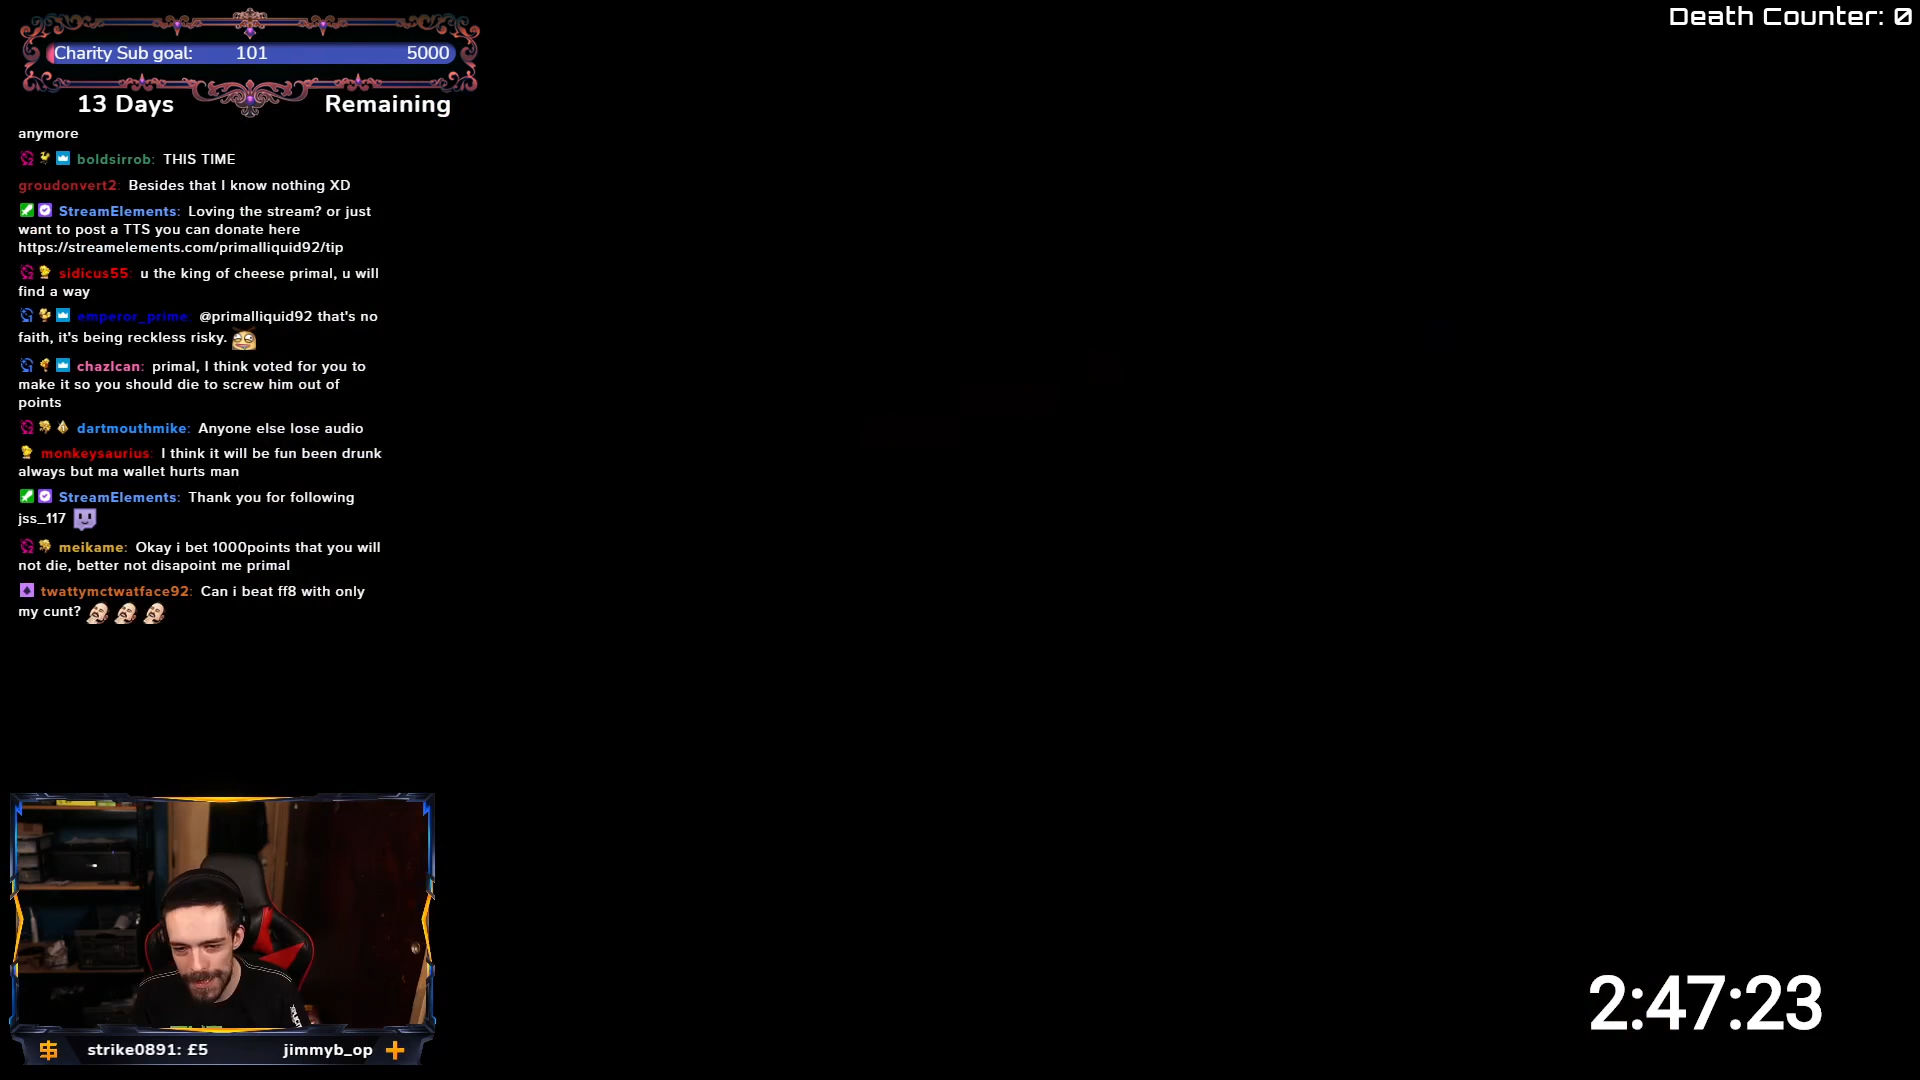 Death Counter: 0
Charity Sub goal: 101 5000
13 Days Remaining
anymore
boldsirrob: THIS TIME
groudonvert2: Besides that I know nothing XD
StreamElements: Loving the stream? or just
want to post a TTS you can donate here
https://streamelements.com/primalliquid92/tip
sidicus55: u the king of cheese primal, u will
find a way
emperor_prime: @primalliquid92 that's no
faith, it's being reckless risky.
chazlcan: primal, I think voted for you to
make it so you should die to screw him out of
points
dartmouthmike: Anyone else lose audio
monkeysaurius: I think it will be fun been drunk
always but ma wallet hurts man
StreamElements: Thank you for following
jss_117
meikame: Okay i bet 1000points that you will
not die, better not disapoint me primal
twattymctwatface92: Can i beat ff8 with only
my cunt?
2:47:23
strike0891: £5 jimmyb_op